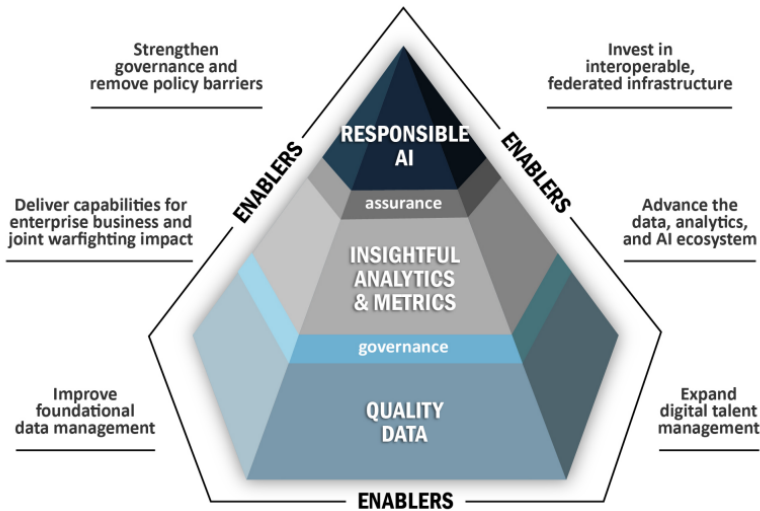 Strengthen
governance and
remove policy barriers
Invest in
interoperable,
federated infrastructure
ENABLERS
ENABLERS
RESPONSIBLE
AI
assurance
Deliver capabilities for
enterprise business and
joint warfighting impact
Advance the
data, analytics,
and AI ecosystem
INSIGHTFUL
ANALYTICS
& METRICS
governance
Improve
foundational
data management
QUALITY
DATA
Expand
digital talent
management
ENABLERS